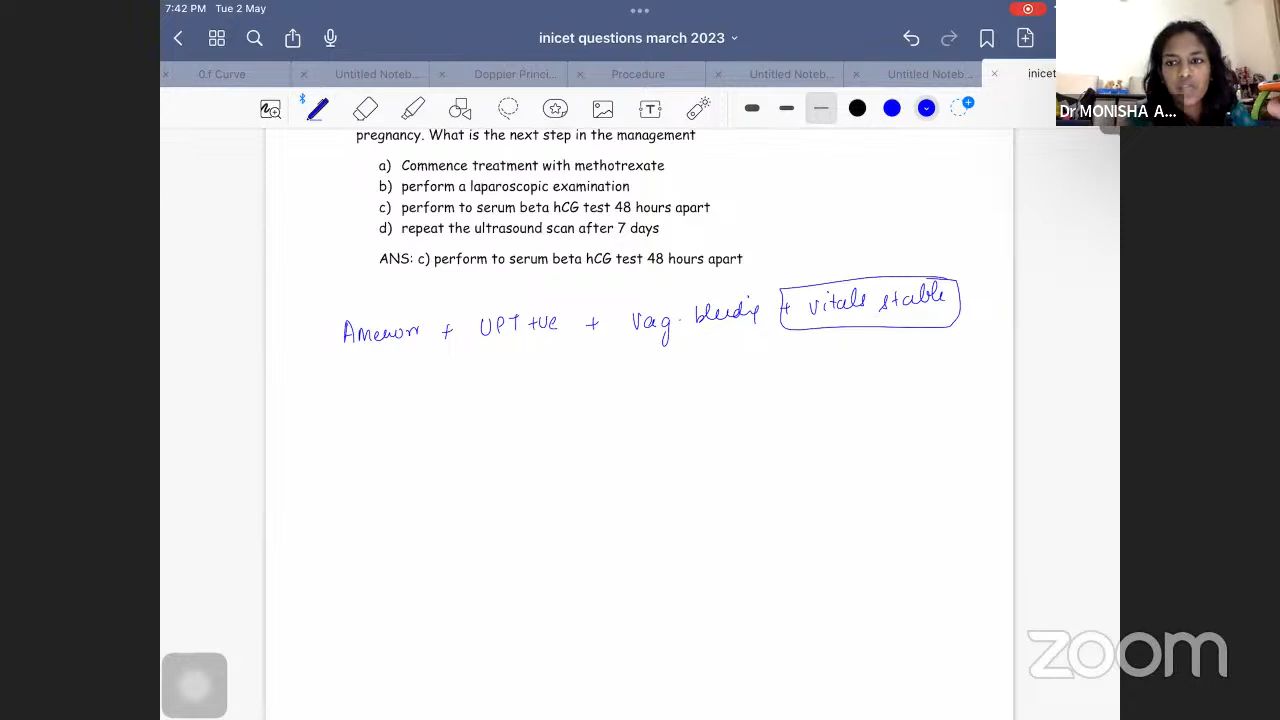 7:42 PM Tue 2 May
inicet questions march 2023
0.f Curve
Untitled Noteb...
Doppler Princi...
Procedure
Untitled Noteb...
Untitled Noteb...
inicet
Dr MONISHA A...
pregnancy. What is the next step in the management
a) Commence treatment with methotrexate
b) perform a laparoscopic examination
c) perform to serum beta hCG test 48 hours apart
d) repeat the ultrasound scan after 7 days
ANS: c) perform to serum beta hCG test 48 hours apart
Amenorr + UPT +ve + vag. bleeding + vitals stable
zoom